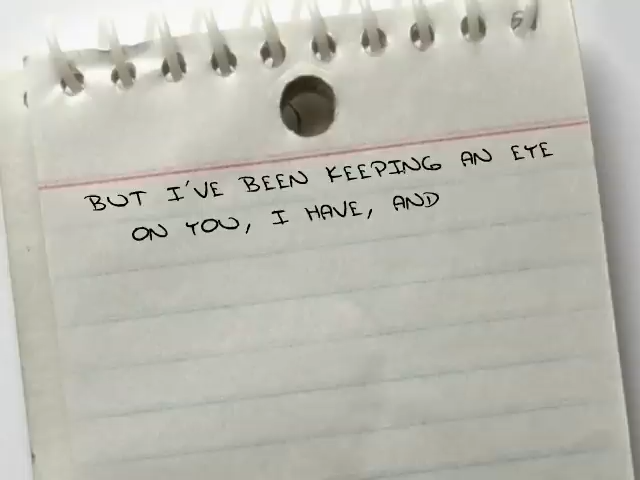 BUT I'VE BEEN KEEPING AN EYE
ON YOU, I HAVE, AND